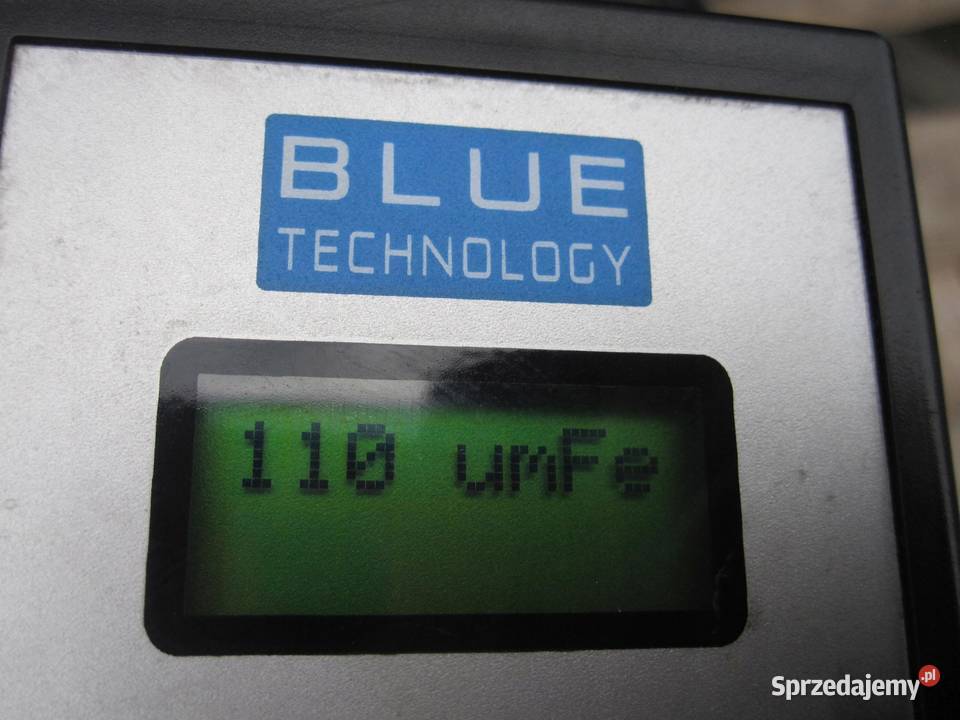 BLUE
TECHNOLOGY
110 umFe
Sprzedajemy.pl